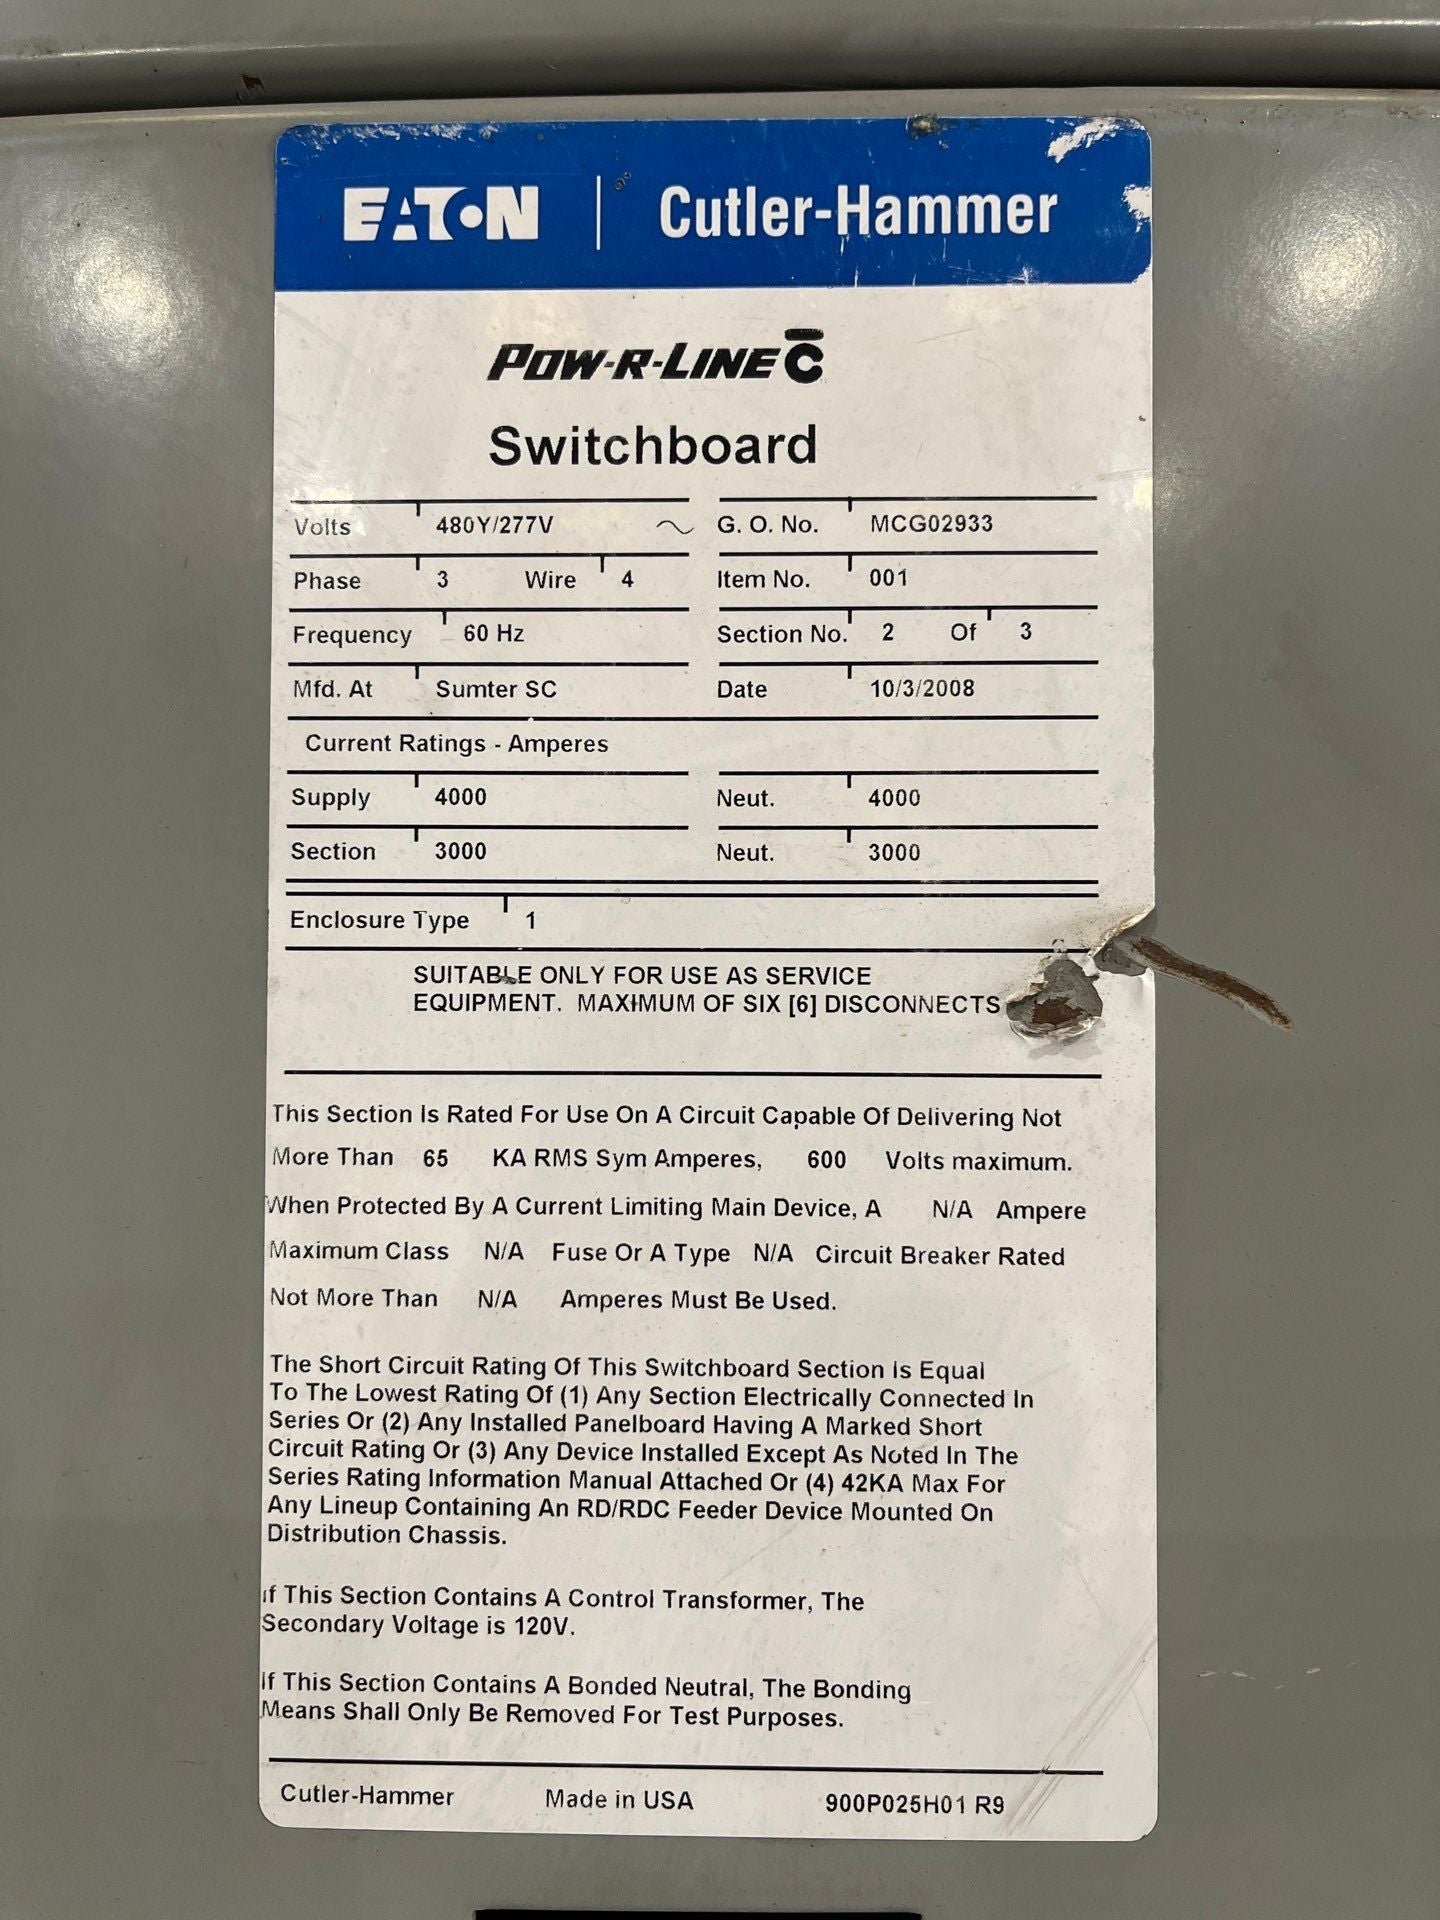 EATON | Cutler-Hammer
POW-R-LINE C
Switchboard
Volts 480Y/277V ~ G. O. No. MCG02933
Phase 3 Wire 4 Item No. 001
Frequency 60 Hz Section No. 2 Of 3
Mfd. At Sumter SC Date 10/3/2008
Current Ratings - Amperes
Supply 4000 Neut. 4000
Section 3000 Neut. 3000
Enclosure Type 1
SUITABLE ONLY FOR USE AS SERVICE
EQUIPMENT. MAXIMUM OF SIX [6] DISCONNECTS
This Section Is Rated For Use On A Circuit Capable Of Delivering Not
More Than 65 KA RMS Sym Amperes, 600 Volts maximum.
When Protected By A Current Limiting Main Device, A N/A Ampere
Maximum Class N/A Fuse Or A Type N/A Circuit Breaker Rated
Not More Than N/A Amperes Must Be Used.
The Short Circuit Rating Of This Switchboard Section Is Equal
To The Lowest Rating Of (1) Any Section Electrically Connected In
Series Or (2) Any Installed Panelboard Having A Marked Short
Circuit Rating Or (3) Any Device Installed Except As Noted In The
Series Rating Information Manual Attached Or (4) 42KA Max For
Any Lineup Containing An RD/RDC Feeder Device Mounted On
Distribution Chassis.
If This Section Contains A Control Transformer, The
Secondary Voltage is 120V.
If This Section Contains A Bonded Neutral, The Bonding
Means Shall Only Be Removed For Test Purposes.
Cutler-Hammer Made in USA 900P025H01 R9